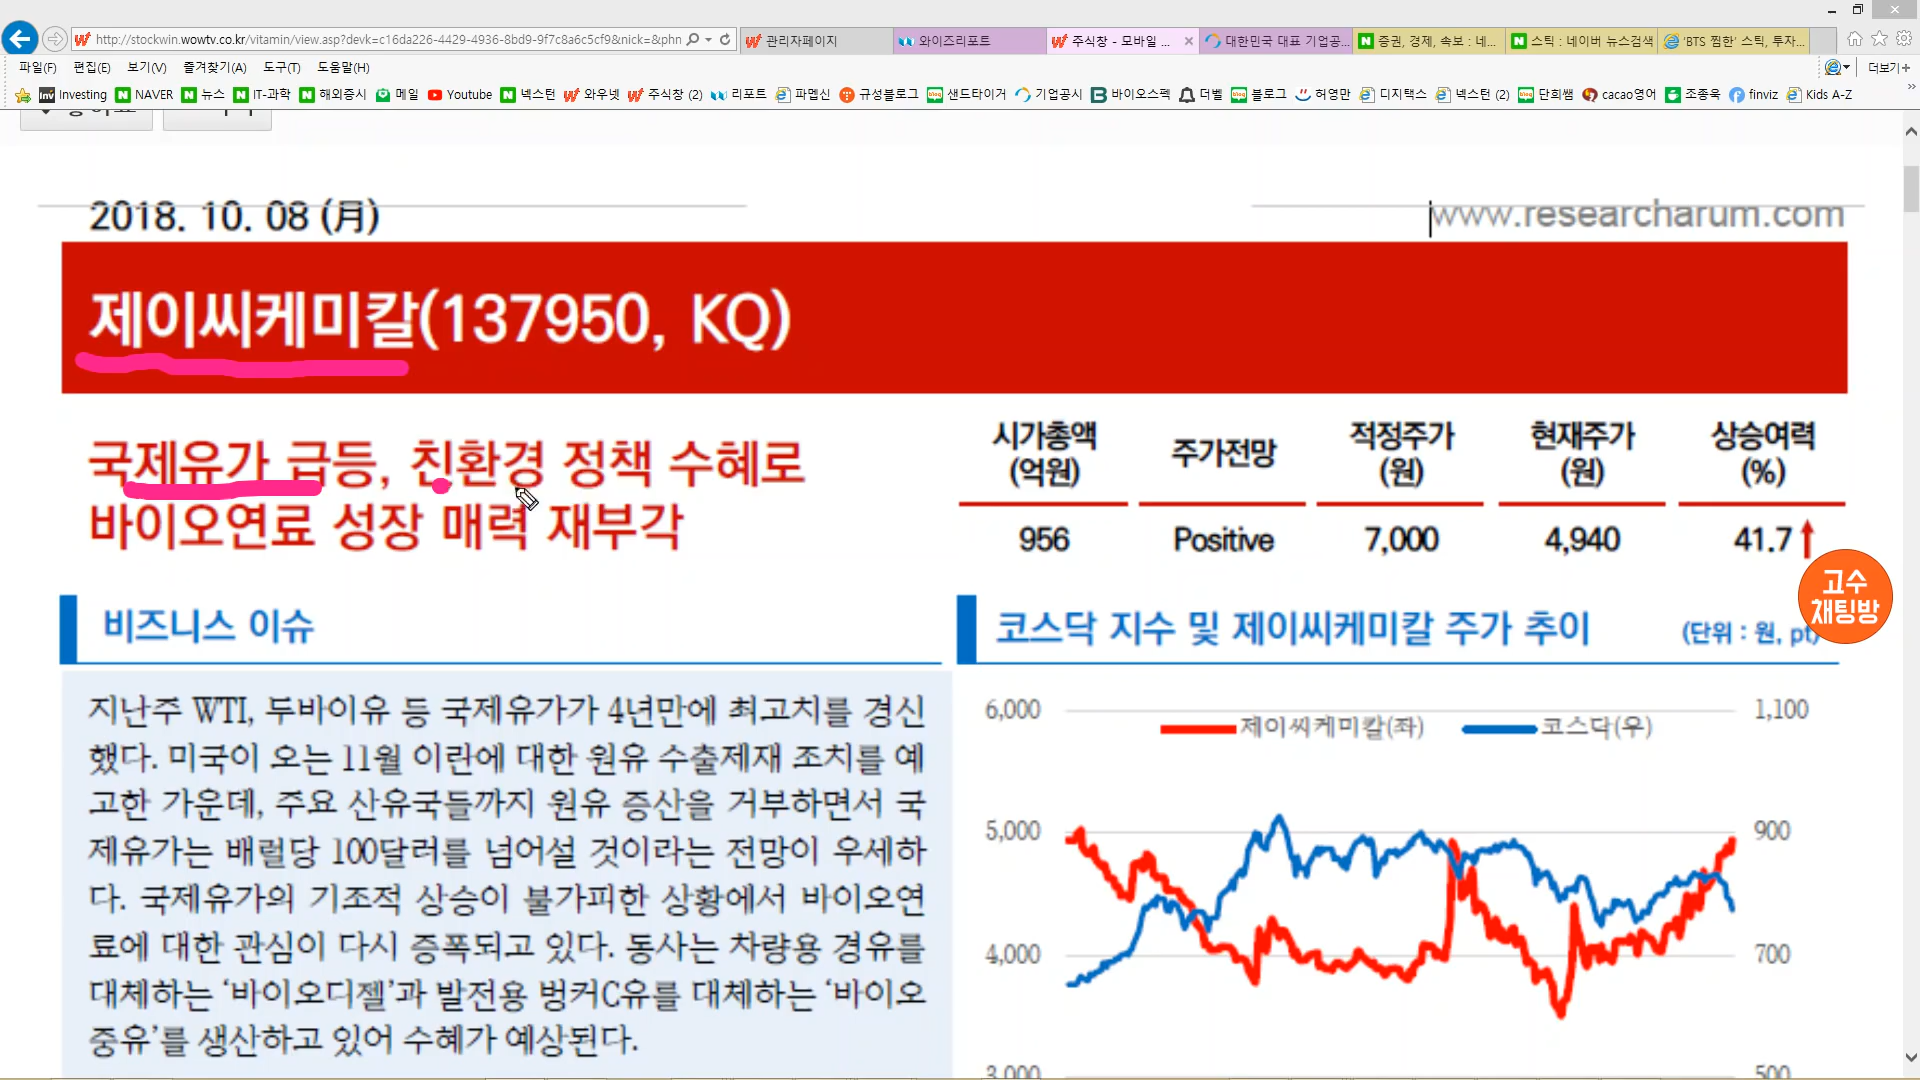 http://stockwin.wowtv.co.kr/vitamin/view.asp?devk=c16da226-4429-4936-8bd9-9f7c8a6c5cf9&nick=&phn
관리자페이지
와이즈리포트
주식창 - 모바일 ...
대한민국 대표 기업공...
증권, 경제, 속보 : 네...
스틱 : 네이버 뉴스검색
'BTS 찜한' 스틱, 투자...
파일(F) 편집(E) 보기(V) 즐겨찾기(A) 도구(T) 도움말(H) 더보기
Investing NAVER 뉴스 IT-과학 해외증시 메일 Youtube 넥스턴 와우넷 주식창 (2) 리포트 파멥신 규성블로그 샌드타이거 기업공시 바이오스펙 더벨 블로그 허영만 디지택스 넥스턴 (2) 단희쌤 cacao영어 조종욱 finviz Kids A-Z
2018. 10. 08 (月)
www.researcharum.com
제이씨케미칼(137950, KQ)
국제유가 급등, 친환경 정책 수혜로
바이오연료 성장 매력 재부각
시가총액 (억원) 주가전망 적정주가 (원) 현재주가 (원) 상승여력 (%)
956 Positive 7,000 4,940 41.7
고수
채팅방
비즈니스 이슈
지난주 WTI, 두바이유 등 국제유가가 4년만에 최고치를 경신
했다. 미국이 오는 11월 이란에 대한 원유 수출제재 조치를 예
고한 가운데, 주요 산유국들까지 원유 증산을 거부하면서 국
제유가는 배럴당 100달러를 넘어설 것이라는 전망이 우세하
다. 국제유가의 기조적 상승이 불가피한 상황에서 바이오연
료에 대한 관심이 다시 증폭되고 있다. 동사는 차량용 경유를
대체하는 '바이오디젤'과 발전용 벙커C유를 대체하는 '바이오
중유'를 생산하고 있어 수혜가 예상된다.
코스닥 지수 및 제이씨케미칼 주가 추이 (단위 : 원, pt)
6,000 1,100
제이씨케미칼(좌) 코스닥(우)
5,000 900
4,000 700
3,000 500